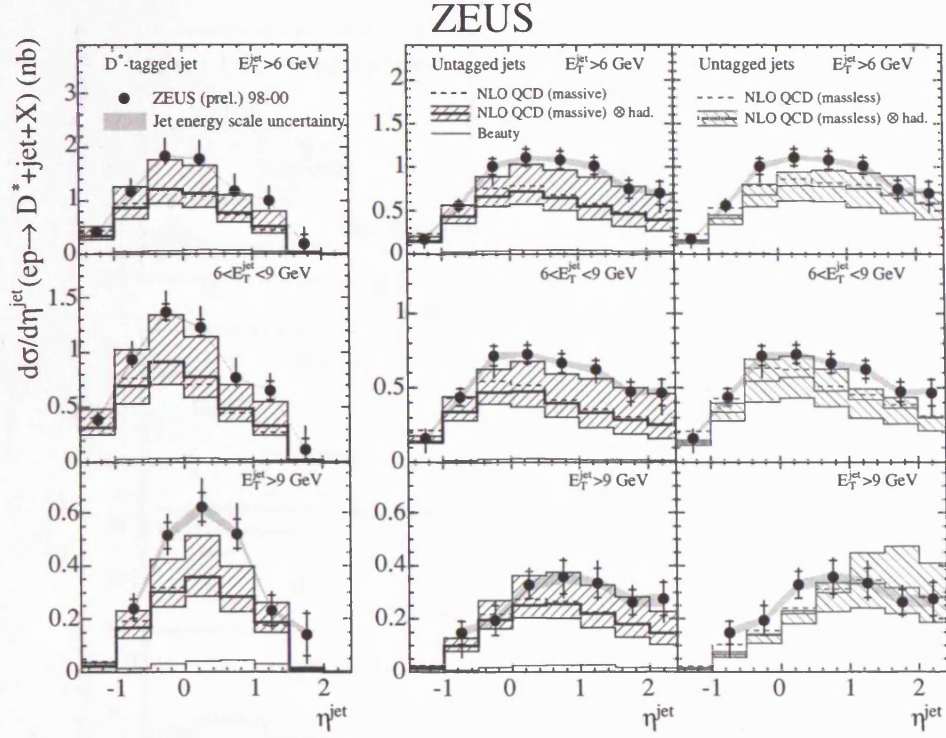 ZEUS
dσ/dη^jet (ep→ D*+jet+X) (nb)
D*-tagged jet E_T^jet>6 GeV
ZEUS (prel.) 98-00
Jet energy scale uncertainty
3
2
1
0
Untagged jets E_T^jet>6 GeV
NLO QCD (massive)
NLO QCD (massive) ⊗ had.
Beauty
2
1.5
1
0.5
0
Untagged jets E_T^jet>6 GeV
NLO QCD (massless)
NLO QCD (massless) ⊗ had.
6<E_T^jet<9 GeV
1.5
1
0.5
0
6<E_T^jet<9 GeV
1
0.5
0
6<E_T^jet<9 GeV
E_T^jet>9 GeV
0.6
0.4
0.2
0
-1 0 1 2
η^jet
E_T^jet>9 GeV
0.6
0.4
0.2
0
-1 0 1 2
η^jet
E_T^jet>9 GeV
-1 0 1 2
η^jet